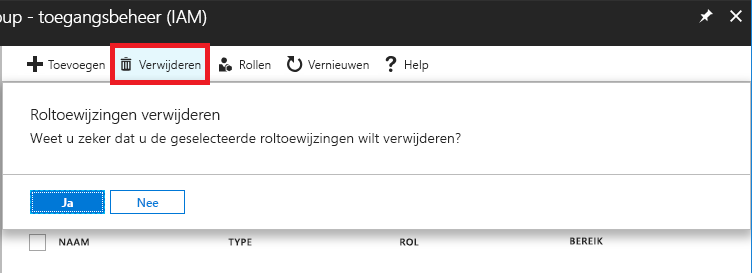 oup - toegangsbeheer (IAM)
Toevoegen Verwijderen Rollen Vernieuwen ? Help
Roltoewijzingen verwijderen
Weet u zeker dat u de geselecteerde roltoewijzingen wilt verwijderen?
Ja Nee
NAAM TYPE ROL BEREIK